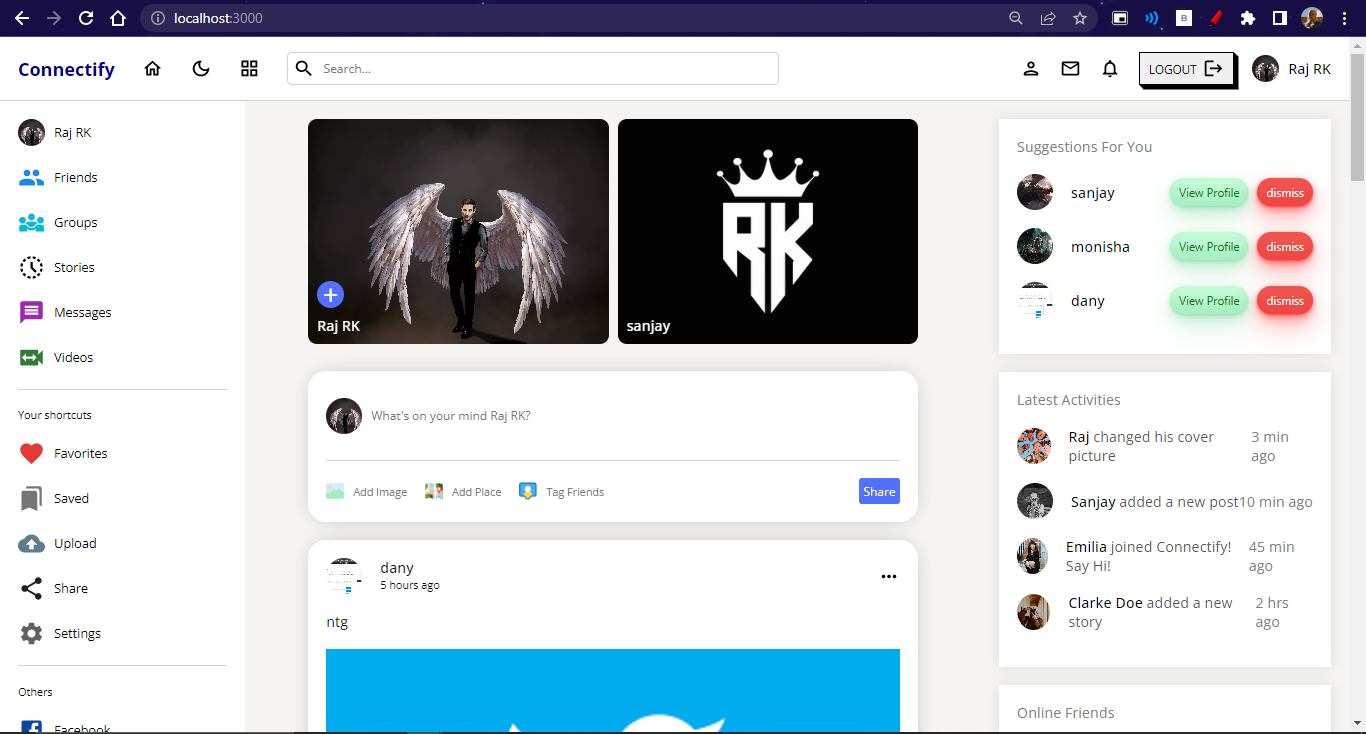 localhost:3000
B
Connectify
Search...
LOGOUT
Raj RK
Raj RK
Friends
Groups
Stories
Messages
Videos
Your shortcuts
Favorites
Saved
Upload
Share
Settings
Others
Facebook
Raj RK
RK
sanjay
What's on your mind Raj RK?
Add Image
Add Place
Tag Friends
Share
dany
5 hours ago
ntg
Suggestions For You
sanjay
View Profile
dismiss
monisha
View Profile
dismiss
dany
View Profile
dismiss
Latest Activities
Raj changed his cover
picture
3 min
ago
Sanjay added a new post
10 min ago
Emilia joined Connectify!
Say Hi!
45 min
ago
Clarke Doe added a new
story
2 hrs
ago
Online Friends